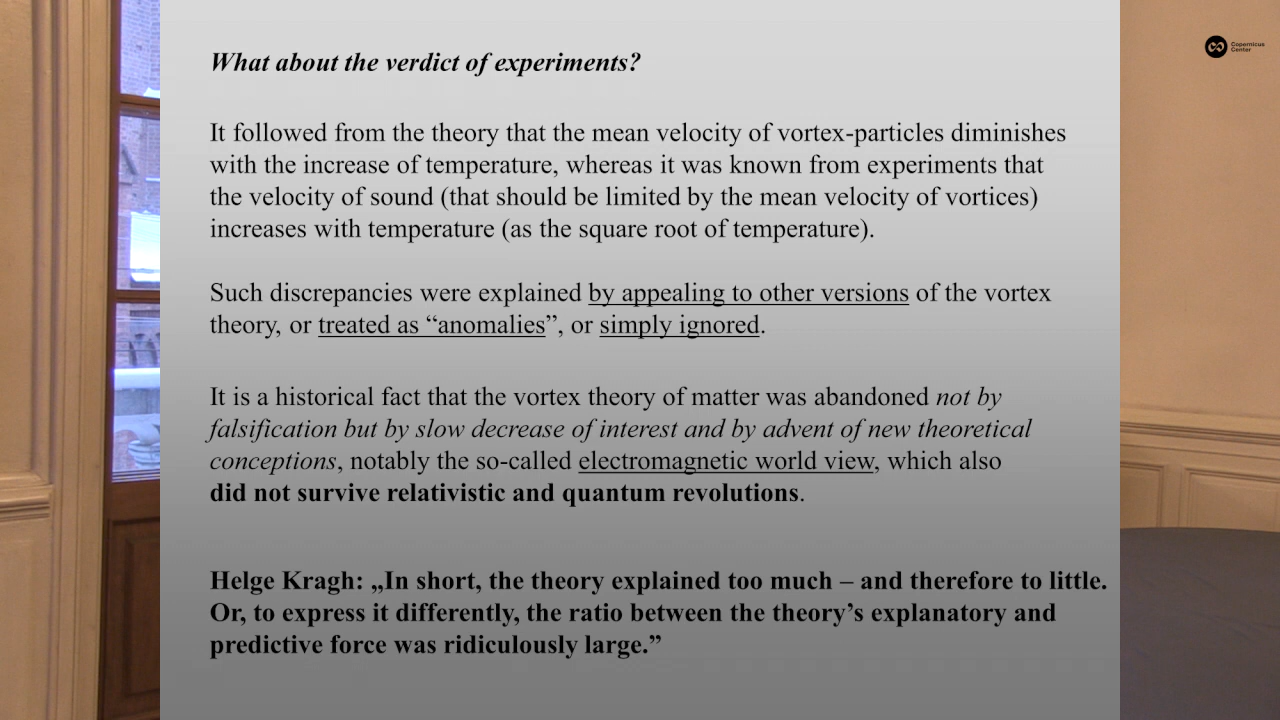 What about the verdict of experiments?
It followed from the theory that the mean velocity of vortex-particles diminishes
with the increase of temperature, whereas it was known from experiments that
the velocity of sound (that should be limited by the mean velocity of vortices)
increases with temperature (as the square root of temperature).
Such discrepancies were explained by appealing to other versions of the vortex
theory, or treated as “anomalies”, or simply ignored.
It is a historical fact that the vortex theory of matter was abandoned not by
falsification but by slow decrease of interest and by advent of new theoretical
conceptions, notably the so-called electromagnetic world view, which also
did not survive relativistic and quantum revolutions.
Helge Kragh: „In short, the theory explained too much – and therefore to little.
Or, to express it differently, the ratio between the theory’s explanatory and
predictive force was ridiculously large.”
Copernicus
Center